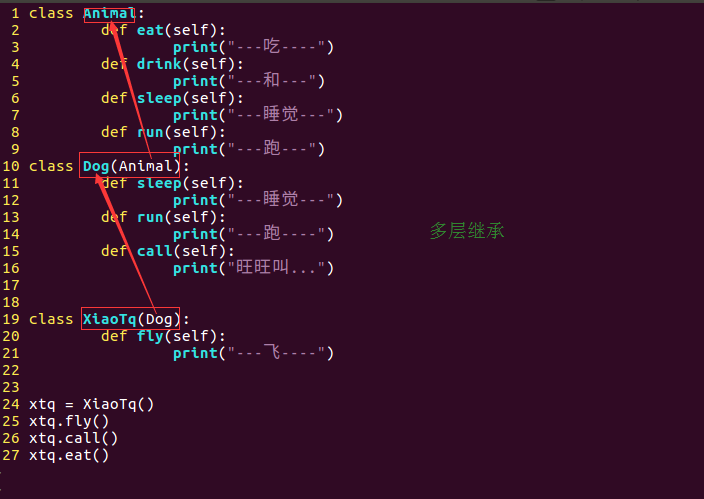 1 class Animal:
2         def eat(self):
3                 print("---吃----")
4         def drink(self):
5                 print("---和---")
6         def sleep(self):
7                 print("---睡觉---")
8         def run(self):
9                 print("---跑---")
10 class Dog(Animal):
11         def sleep(self):
12                 print("---睡觉---")
13         def run(self):
14                 print("---跑----")
15         def call(self):
多层继承
16                 print("旺旺叫...")
17
18
19 class XiaoTq(Dog):
20         def fly(self):
21                 print("---飞----")
22
23
24 xtq = XiaoTq()
25 xtq.fly()
26 xtq.call()
27 xtq.eat()